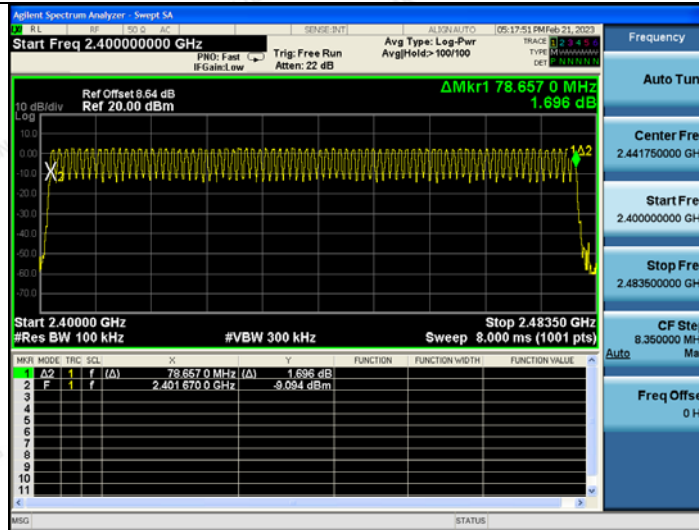 Agilent Spectrum Analyzer - Swept SA
RL RF 50 Ω AC SENSE:INT ALIGN AUTO 05:17:51 PM Feb 21, 2023
Start Freq 2.400000000 GHz
PNO: Fast
IFGain:Low
Trig: Free Run
Atten: 22 dB
Avg Type: Log-Pwr
Avg|Hold:>100/100
TRACE 1 2 3 4 5 6
TYPE M
DET P N N N N N
Ref Offset 8.64 dB
Ref 20.00 dBm
ΔMkr1 78.657 0 MHz
1.696 dB
10 dB/div
Log
10.0
0.00
-10.0
-20.0
-30.0
-40.0
-50.0
-60.0
-70.0
1Δ2
2
Start 2.40000 GHz
Stop 2.48350 GHz
#Res BW 100 kHz
#VBW 300 kHz
Sweep 8.000 ms (1001 pts)
MKR MODE TRC SCL X Y FUNCTION FUNCTION WIDTH FUNCTION VALUE
1 Δ2 1 f (Δ) 78.657 0 MHz (Δ) 1.696 dB
2 F 1 f 2.401 670 0 GHz -9.094 dBm
3
4
5
6
7
8
9
10
11
MSG
STATUS
Frequency
Auto Tun
Center Fre
2.441750000 GH
Start Fre
2.400000000 GH
Stop Fre
2.483500000 GH
CF Ste
8.350000 MH
Auto Ma
Freq Offse
0 H